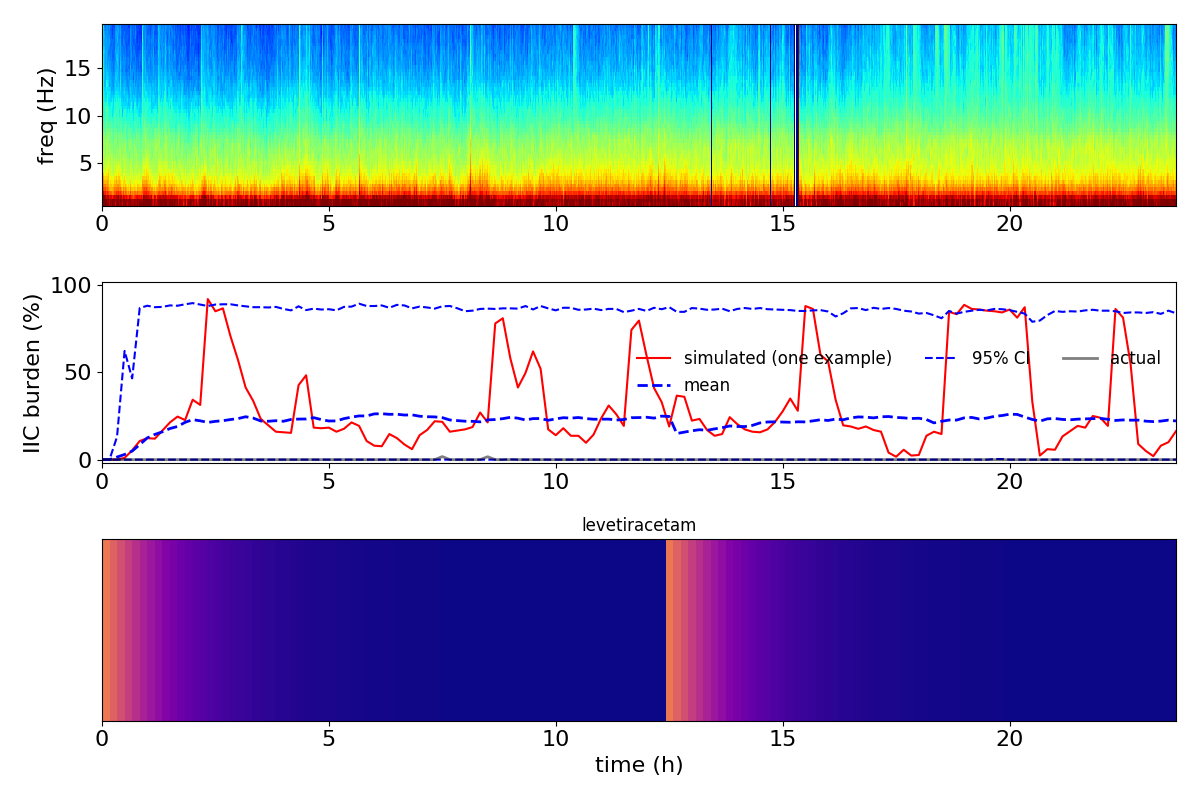 15
10
5
freq (Hz)
0 5 10 15 20
100
50
0
IIC burden (%)
simulated (one example) 95% CI actual
mean
0 5 10 15 20
levetiracetam
0 5 10 15 20
time (h)